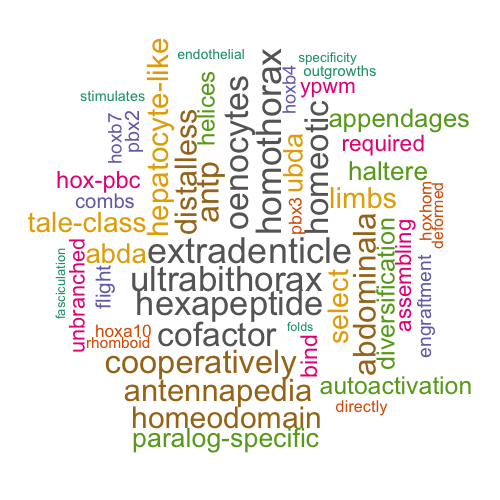 endothelial
specificity
outgrowths
hepatocyte-like
homothorax
hoxb4
ypwm
stimulates
helices
oenocytes
homeotic
appendages
hoxb7
pbx2
distalless
antp
ubda
required
hox-pbc
haltere
combs
pbx3
limbs
hoxhom
deformed
tale-class
abdominala
diversification
assembling
unbranched
abda
extradenticle
fasciculation
flight
ultrabithorax
select
engraftment
hexapeptide
hoxa10
cofactor
folds
rhomboid
bind
cooperatively
autoactivation
antennapedia
directly
homeodomain
paralog-specific